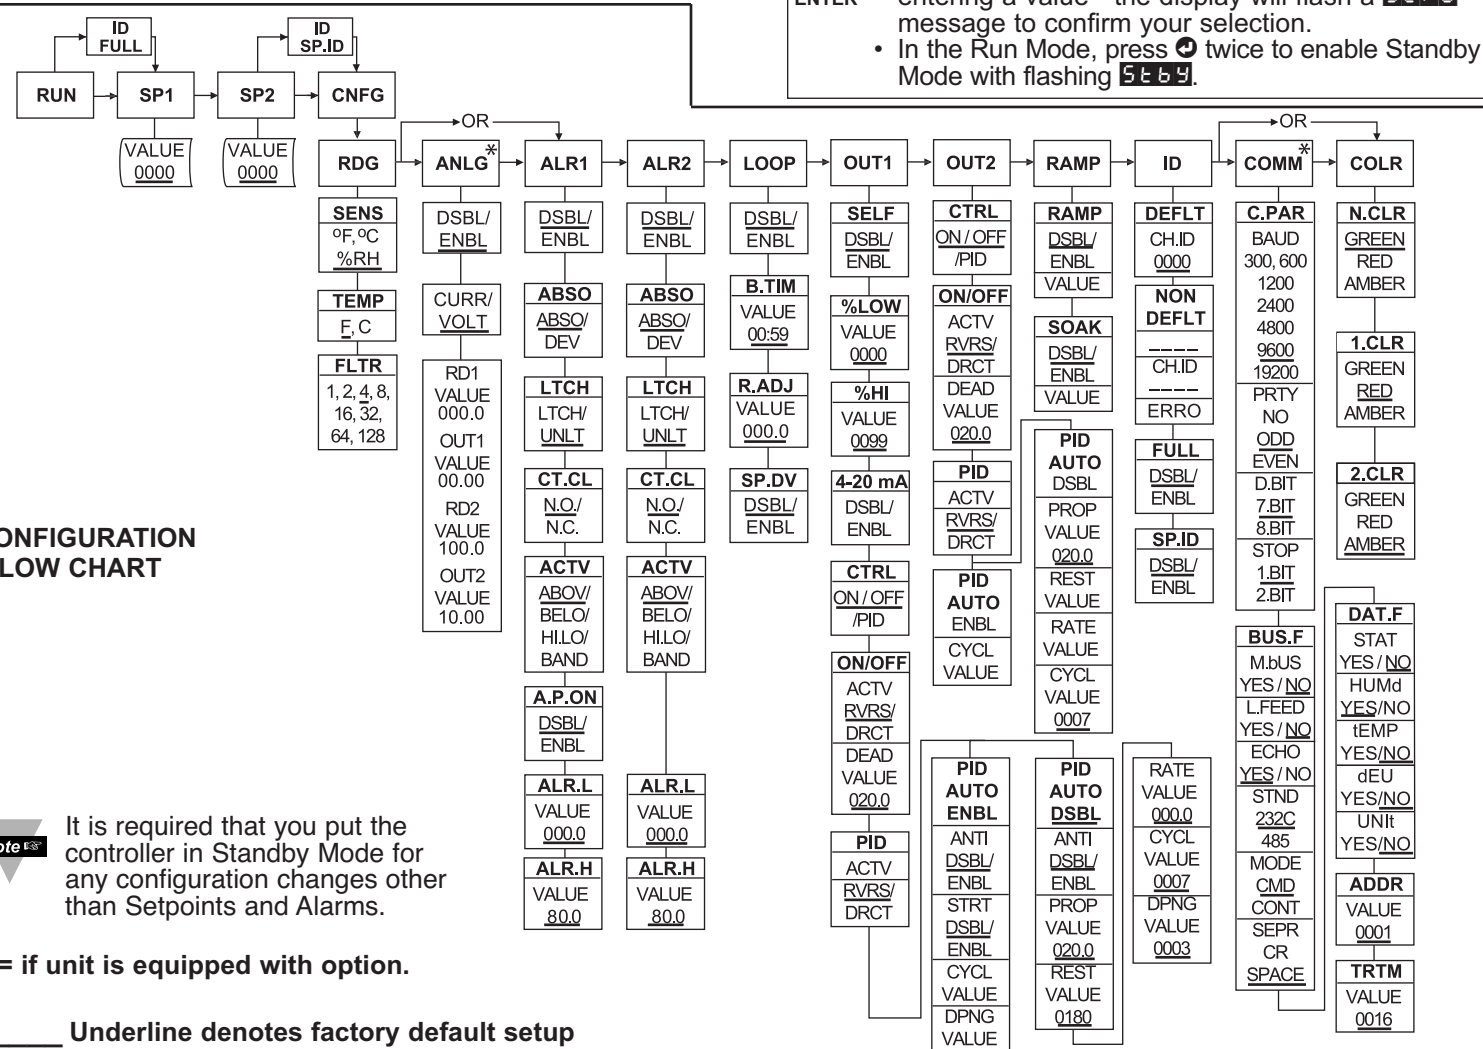 ENTER
entering a value - the display will flash a
message to confirm your selection.
• In the Run Mode, press twice to enable Standby
Mode with flashing Stby.
ID
FULL
ID
SP.ID
RUN
SP1
SP2
CNFG
VALUE
0000
VALUE
0000
OR
OR
RDG
ANLG*
ALR1
ALR2
LOOP
OUT1
OUT2
RAMP
ID
COMM*
COLR
SENS
ºF, ºC
%RH
TEMP
F, C
FLTR
1, 2, 4, 8,
16, 32,
64, 128
DSBL/
ENBL
CURR/
VOLT
RD1
VALUE
000.0
OUT1
VALUE
00.00
RD2
VALUE
100.0
OUT2
VALUE
10.00
DSBL/
ENBL
ABSO
ABSO/
DEV
LTCH
LTCH/
UNLT
CT.CL
N.O./
N.C.
ACTV
ABOV/
BELO/
HI.LO/
BAND
A.P.ON
DSBL/
ENBL
ALR.L
VALUE
000.0
ALR.H
VALUE
80.0
DSBL/
ENBL
ABSO
ABSO/
DEV
LTCH
LTCH/
UNLT
CT.CL
N.O./
N.C.
ACTV
ABOV/
BELO/
HI.LO/
BAND
ALR.L
VALUE
000.0
ALR.H
VALUE
80.0
DSBL/
ENBL
B.TIM
VALUE
00:59
R.ADJ
VALUE
000.0
SP.DV
DSBL/
ENBL
SELF
DSBL/
ENBL
%LOW
VALUE
0000
%HI
VALUE
0099
4-20 mA
DSBL/
ENBL
CTRL
ON / OFF
/PID
ON/OFF
ACTV
RVRS/
DRCT
DEAD
VALUE
020.0
PID
ACTV
RVRS/
DRCT
CTRL
ON / OFF
/PID
ON/OFF
ACTV
RVRS/
DRCT
DEAD
VALUE
020.0
PID
ACTV
RVRS/
DRCT
PID
AUTO
ENBL
CYCL
VALUE
PID
AUTO
ENBL
ANTI
DSBL/
ENBL
STRT
DSBL/
ENBL
CYCL
VALUE
DPNG
VALUE
RAMP
DSBL/
ENBL
VALUE
SOAK
DSBL/
ENBL
VALUE
PID
AUTO
DSBL
PROP
VALUE
020.0
REST
VALUE
RATE
VALUE
CYCL
VALUE
0007
PID
AUTO
DSBL
ANTI
DSBL/
ENBL
PROP
VALUE
020.0
REST
VALUE
0180
DEFLT
CH.ID
0000
NON
DEFLT
_ _ _ _
CH.ID
_ _ _ _
ERRO
FULL
DSBL/
ENBL
SP.ID
DSBL/
ENBL
RATE
VALUE
000.0
CYCL
VALUE
0007
DPNG
VALUE
0003
C.PAR
BAUD
300, 600
1200
2400
4800
9600
19200
PRTY
NO
ODD
EVEN
D.BIT
7.BIT
8.BIT
STOP
1.BIT
2.BIT
BUS.F
M.bUS
YES / NO
L.FEED
YES / NO
ECHO
YES / NO
STND
232C
485
MODE
CMD
CONT
SEPR
CR
SPACE
N.CLR
GREEN
RED
AMBER
1.CLR
GREEN
RED
AMBER
2.CLR
GREEN
RED
AMBER
DAT.F
STAT
YES / NO
HUMd
YES/NO
tEMP
YES/NO
dEU
YES/NO
UNIt
YES/NO
ADDR
VALUE
0001
TRTM
VALUE
0016
ONFIGURATION
LOW CHART
ote
It is required that you put the
controller in Standby Mode for
any configuration changes other
than Setpoints and Alarms.
= if unit is equipped with option.
____ Underline denotes factory default setup